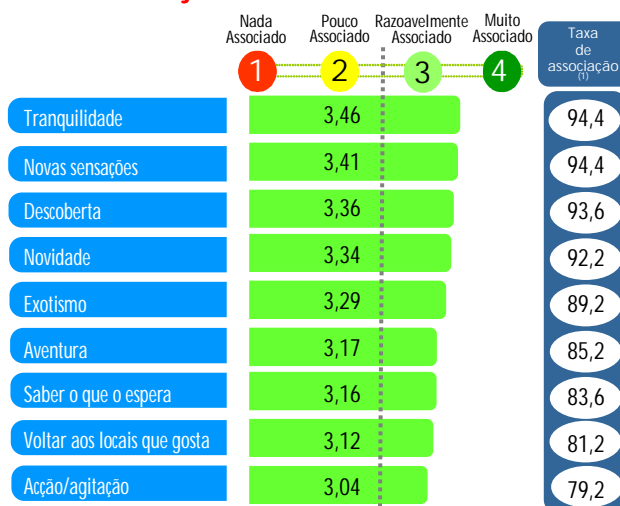 Nada Associado
Pouco Associado
Razoavelmente Associado
Muito Associado
Taxa de associação (1)
1 2 3 4
Tranquilidade 3,46 94,4
Novas sensações 3,41 94,4
Descoberta 3,36 93,6
Novidade 3,34 92,2
Exotismo 3,29 89,2
Aventura 3,17 85,2
Saber o que o espera 3,16 83,6
Voltar aos locais que gosta 3,12 81,2
Acção/agitação 3,04 79,2